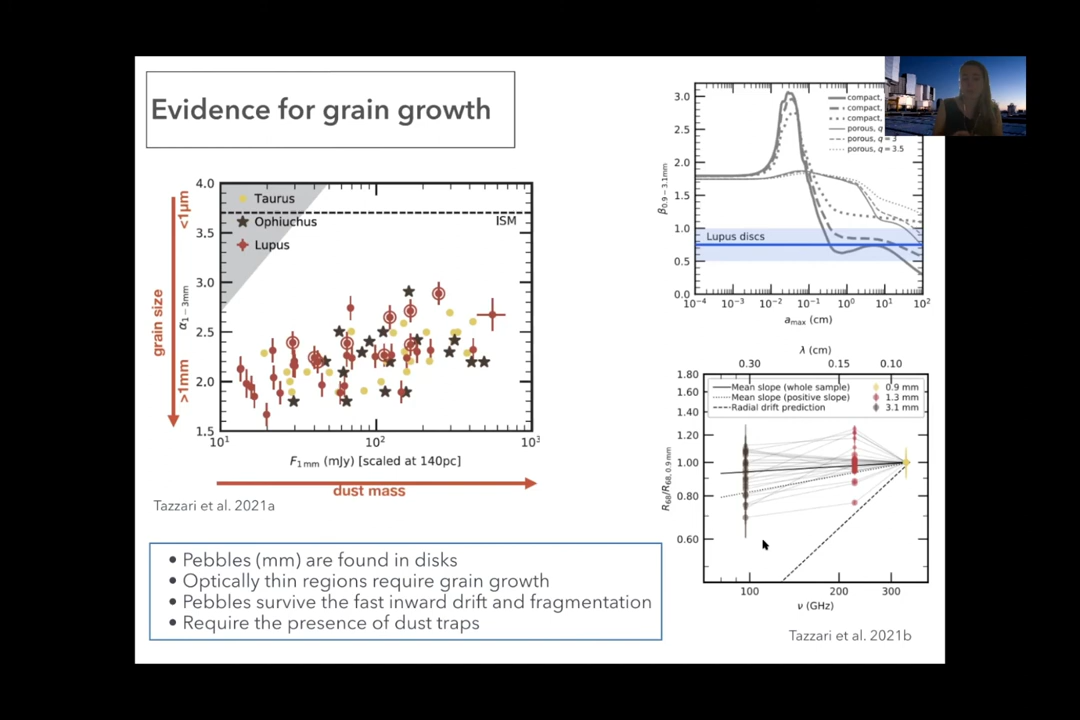 Evidence for grain growth
4.0
3.5
3.0
2.5
2.0
1.5
10¹
10²
10³
Taurus
Ophiuchus
Lupus
ISM
<1μm
grain size
>1mm
α1−3mm
F1mm (mJy) [scaled at 140pc]
dust mass
Tazzari et al. 2021a
• Pebbles (mm) are found in disks
• Optically thin regions require grain growth
• Pebbles survive the fast inward drift and fragmentation
• Require the presence of dust traps
3.0
2.5
2.0
1.5
1.0
0.5
0.0
β0.9−3.1mm
compact,
compact,
compact,
porous, q
porous, q = 3
porous, q = 3.5
Lupus discs
10⁻⁴
10⁻³
10⁻²
10⁻¹
10⁰
10¹
10²
amax (cm)
λ (cm)
0.30
0.15
0.10
1.80
1.60
1.40
1.20
1.00
0.80
0.60
R68/R68, 0.9 mm
Mean slope (whole sample)
Mean slope (positive slope)
Radial drift prediction
0.9 mm
1.3 mm
3.1 mm
100
200
300
ν (GHz)
Tazzari et al. 2021b